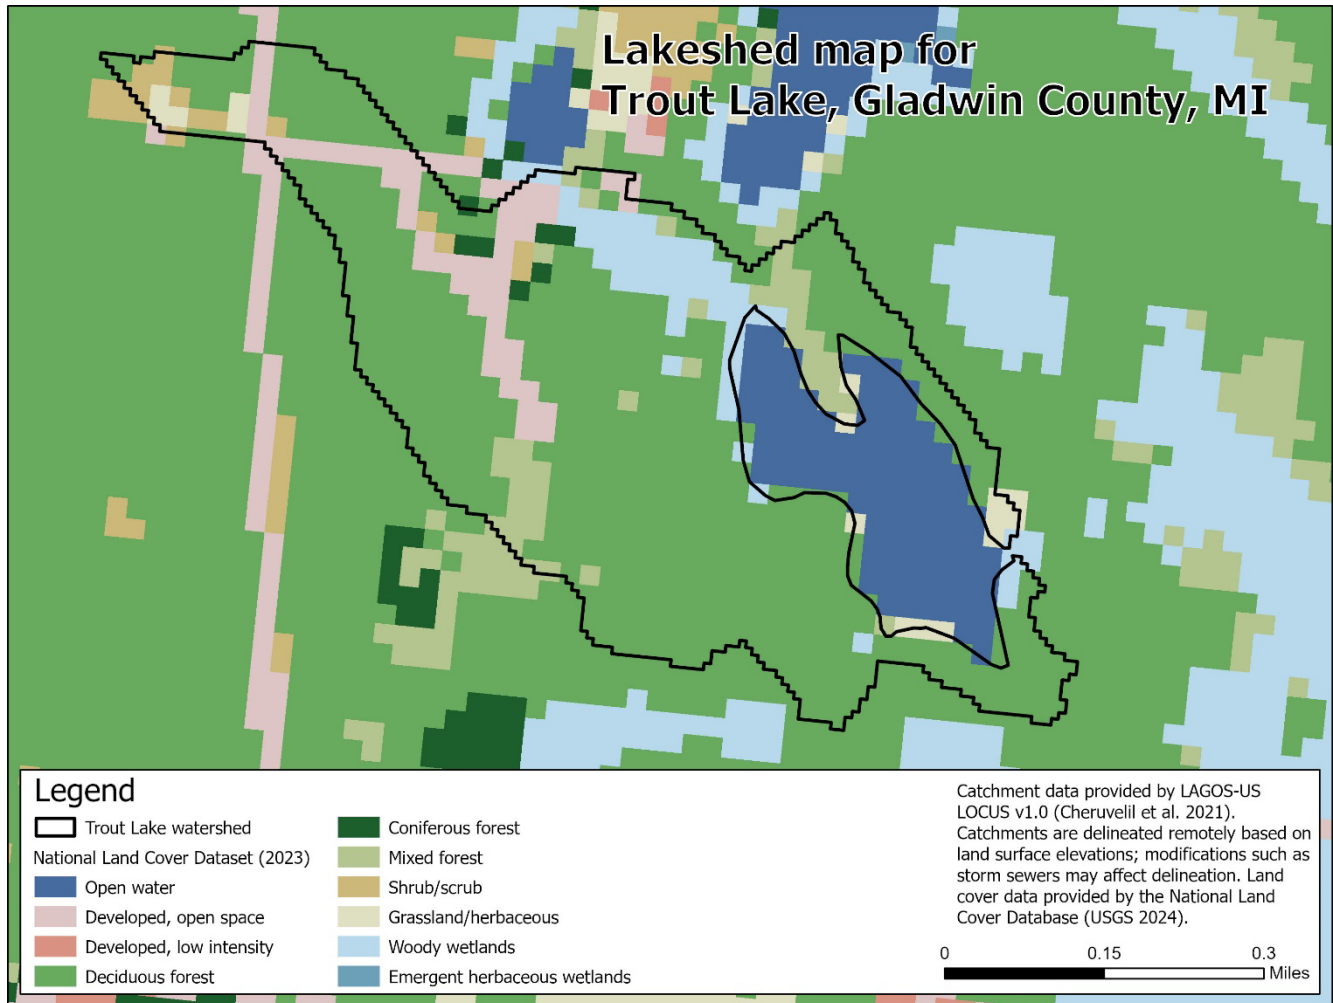 Lakeshed map for
Trout Lake, Gladwin County, MI
Legend
Trout Lake watershed
National Land Cover Dataset (2023)
Open water
Developed, open space
Developed, low intensity
Deciduous forest
Coniferous forest
Mixed forest
Shrub/scrub
Grassland/herbaceous
Woody wetlands
Emergent herbaceous wetlands
Catchment data provided by LAGOS-US
LOCUS v1.0 (Cheruvelil et al. 2021).
Catchments are delineated remotely based on
land surface elevations; modifications such as
storm sewers may affect delineation. Land
cover data provided by the National Land
Cover Database (USGS 2024).
0 0.15 0.3
Miles